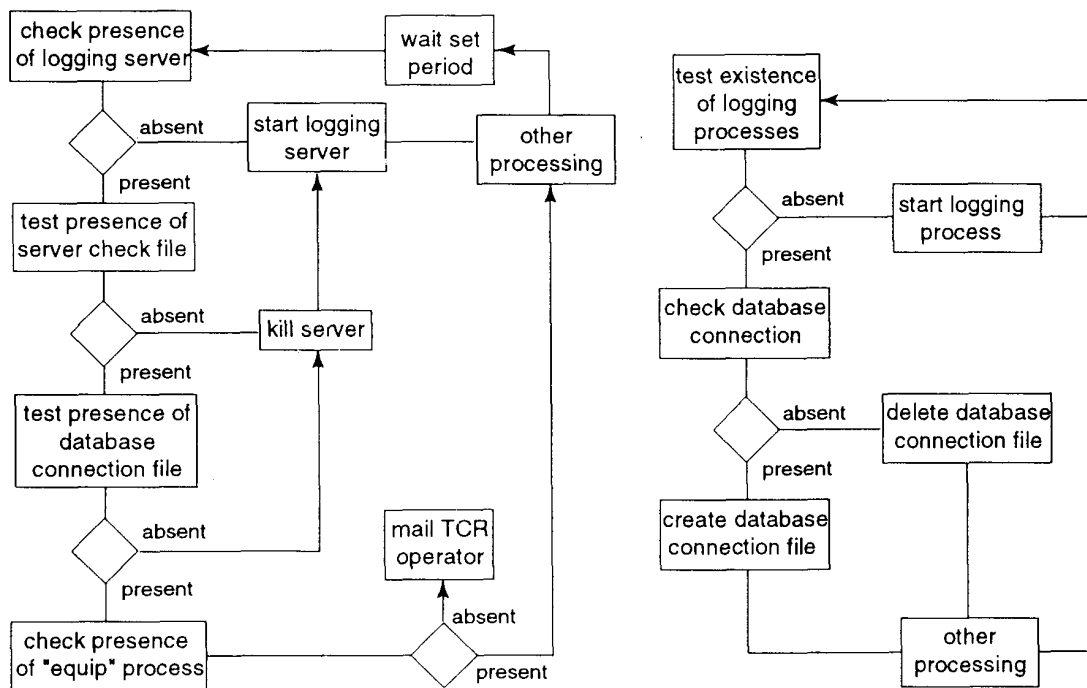 check presence
of logging server
wait set
period
absent
start logging
server
other
processing
present
test presence of
server check file
absent
kill server
present
test presence of
database
connection file
absent
mail TCR
operator
present
absent
check presence
of "equip" process
present
test existence
of logging
processes
absent
start logging
process
present
check database
connection
absent
delete database
connection file
present
create database
connection file
other
processing